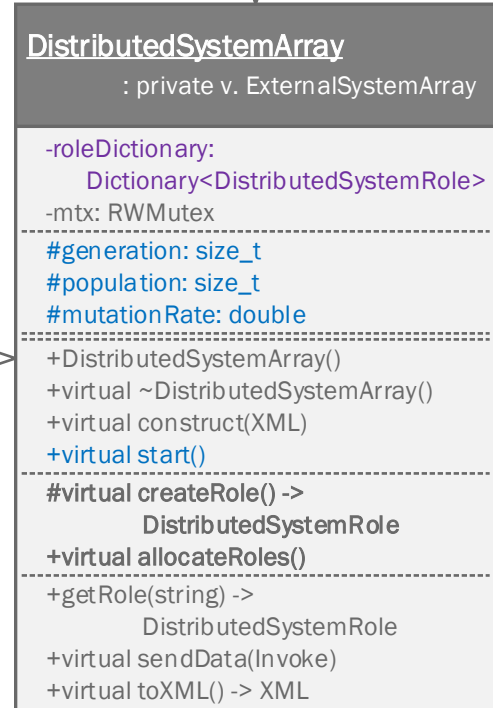 DistributedSystemArray
: private v. ExternalSystemArray
-roleDictionary:
Dictionary<DistributedSystemRole>
-mtx: RWMutex
#generation: size_t
#population: size_t
#mutationRate: double
+DistributedSystemArray()
+virtual ~DistributedSystemArray()
+virtual construct(XML)
+virtual start()
#virtual createRole() ->
DistributedSystemRole
+virtual allocateRoles()
+getRole(string) ->
DistributedSystemRole
+virtual sendData(Invoke)
+virtual toXML() -> XML